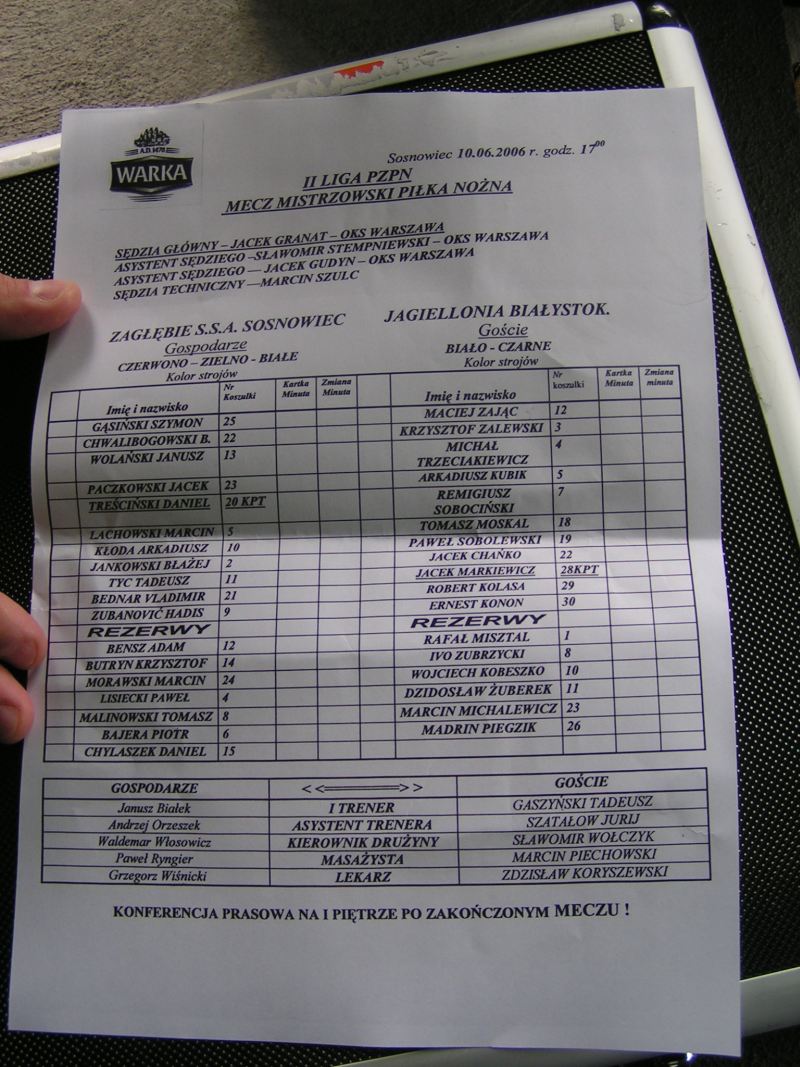 A.D. 1478
WARKA
Sosnowiec 10.06.2006 r. godz. 17⁰⁰
II LIGA PZPN
MECZ MISTRZOWSKI PIŁKA NOŻNA
SĘDZIA GŁÓWNY – JACEK GRANAT – OKS WARSZAWA
ASYSTENT SĘDZIEGO –SŁAWOMIR STEMPNIEWSKI – OKS WARSZAWA
ASYSTENT SĘDZIEGO — JACEK GUDYN – OKS WARSZAWA
SĘDZIA TECHNICZNY —MARCIN SZULC
ZAGŁĘBIE S.S.A. SOSNOWIEC
Gospodarze
CZERWONO – ZIELNO - BIAŁE
Kolor strojów
Imię i nazwisko Nr Koszulki Kartka Minuta Zmiana Minuta
GĄSIŃSKI SZYMON 25
CHWALIBOGOWSKI B. 22
WOLAŃSKI JANUSZ 13
PACZKOWSKI JACEK 23
TREŚCIŃSKI DANIEL 20 KPT
LACHOWSKI MARCIN 5
KŁODA ARKADIUSZ 10
JANKOWSKI BŁAŻEJ 2
TYC TADEUSZ 11
BEDNAR VLADIMIR 21
ZUBANOVIĆ HADIS 9
REZERWY
BENSZ ADAM 12
BUTRYN KRZYSZTOF 14
MORAWSKI MARCIN 24
LISIECKI PAWEŁ 4
MALINOWSKI TOMASZ 8
BAJERA PIOTR 6
CHYLASZEK DANIEL 15
JAGIELLONIA BIAŁYSTOK.
Goście
BIAŁO - CZARNE
Kolor strojów
Imię i nazwisko Nr koszulki Kartka Minuta Zmiana minuta
MACIEJ ZAJĄC 12
KRZYSZTOF ZALEWSKI 3
MICHAŁ TRZECIAKIEWICZ 4
ARKADIUSZ KUBIK 5
REMIGIUSZ SOBOCIŃSKI 7
TOMASZ MOSKAL 18
PAWEŁ SOBOLEWSKI 19
JACEK CHAŃKO 22
JACEK MARKIEWICZ 28KPT
ROBERT KOLASA 29
ERNEST KONON 30
REZERWY
RAFAŁ MISZTAL 1
IVO ZUBRZYCKI 8
WOJCIECH KOBESZKO 10
DZIDOSŁAW ŻUBEREK 11
MARCIN MICHALEWICZ 23
MADRIN PIEGZIK 26
GOSPODARZE <<=========>> GOŚCIE
Janusz Białek I TRENER GASZYŃSKI TADEUSZ
Andrzej Orzeszek ASYSTENT TRENERA SZATAŁOW JURIJ
Waldemar Włosowicz KIEROWNIK DRUŻYNY SŁAWOMIR WOŁCZYK
Paweł Ryngier MASAŻYSTA MARCIN PIECHOWSKI
Grzegorz Wiśnicki LEKARZ ZDZISŁAW KORYSZEWSKI
KONFERENCJA PRASOWA NA I PIĘTRZE PO ZAKOŃCZONYM MECZU !